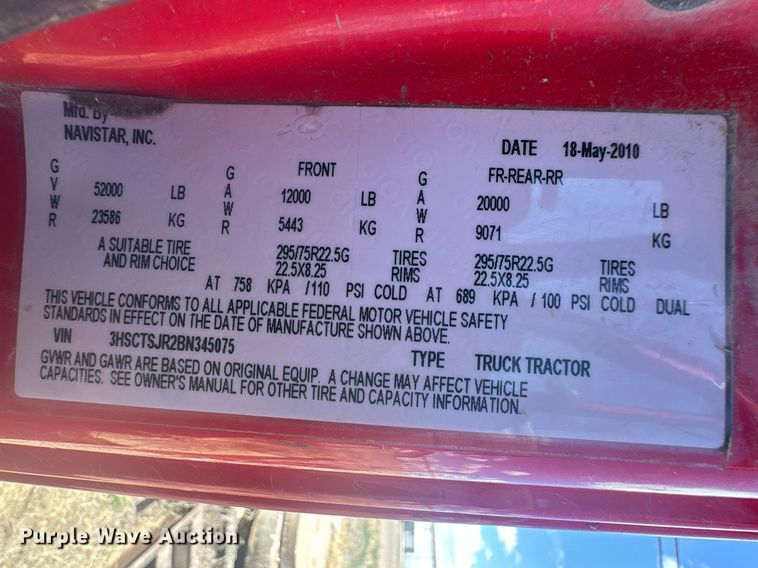 Mfd. By
NAVISTAR, INC.
DATE 18-May-2010
GVWR 52000 LB 23586 KG
GAWR FRONT 12000 LB 5443 KG
GAWR FR-REAR-RR 20000 LB 9071 KG
A SUITABLE TIRE AND RIM CHOICE
295/75R22.5G TIRES 295/75R22.5G TIRES
22.5X8.25 RIMS 22.5X8.25 RIMS
AT 758 KPA /110 PSI COLD AT 689 KPA /100 PSI COLD DUAL
THIS VEHICLE CONFORMS TO ALL APPLICABLE FEDERAL MOTOR VEHICLE SAFETY
STANDARDS IN EFFECT ON THE DATE OF MANUFACTURE SHOWN ABOVE.
VIN 3HSCTSJR2BN345075 TYPE TRUCK TRACTOR
GVWR AND GAWR ARE BASED ON ORIGINAL EQUIP. A CHANGE MAY AFFECT VEHICLE
CAPACITIES. SEE OWNER'S MANUAL FOR OTHER TIRE AND CAPACITY INFORMATION.
Purple Wave Auction